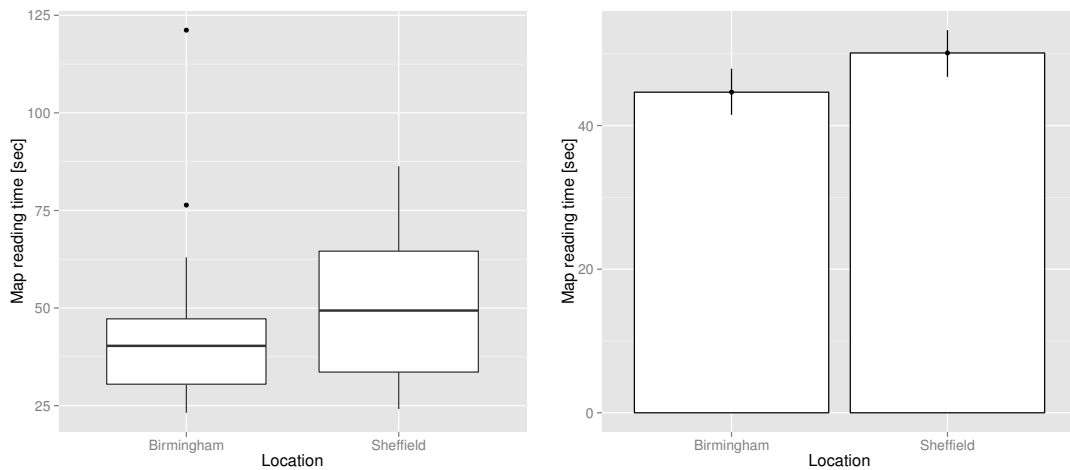 Map reading time [sec]
125
100
75
50
25
Birmingham Sheffield
Location
Map reading time [sec]
40
20
0
Birmingham Sheffield
Location